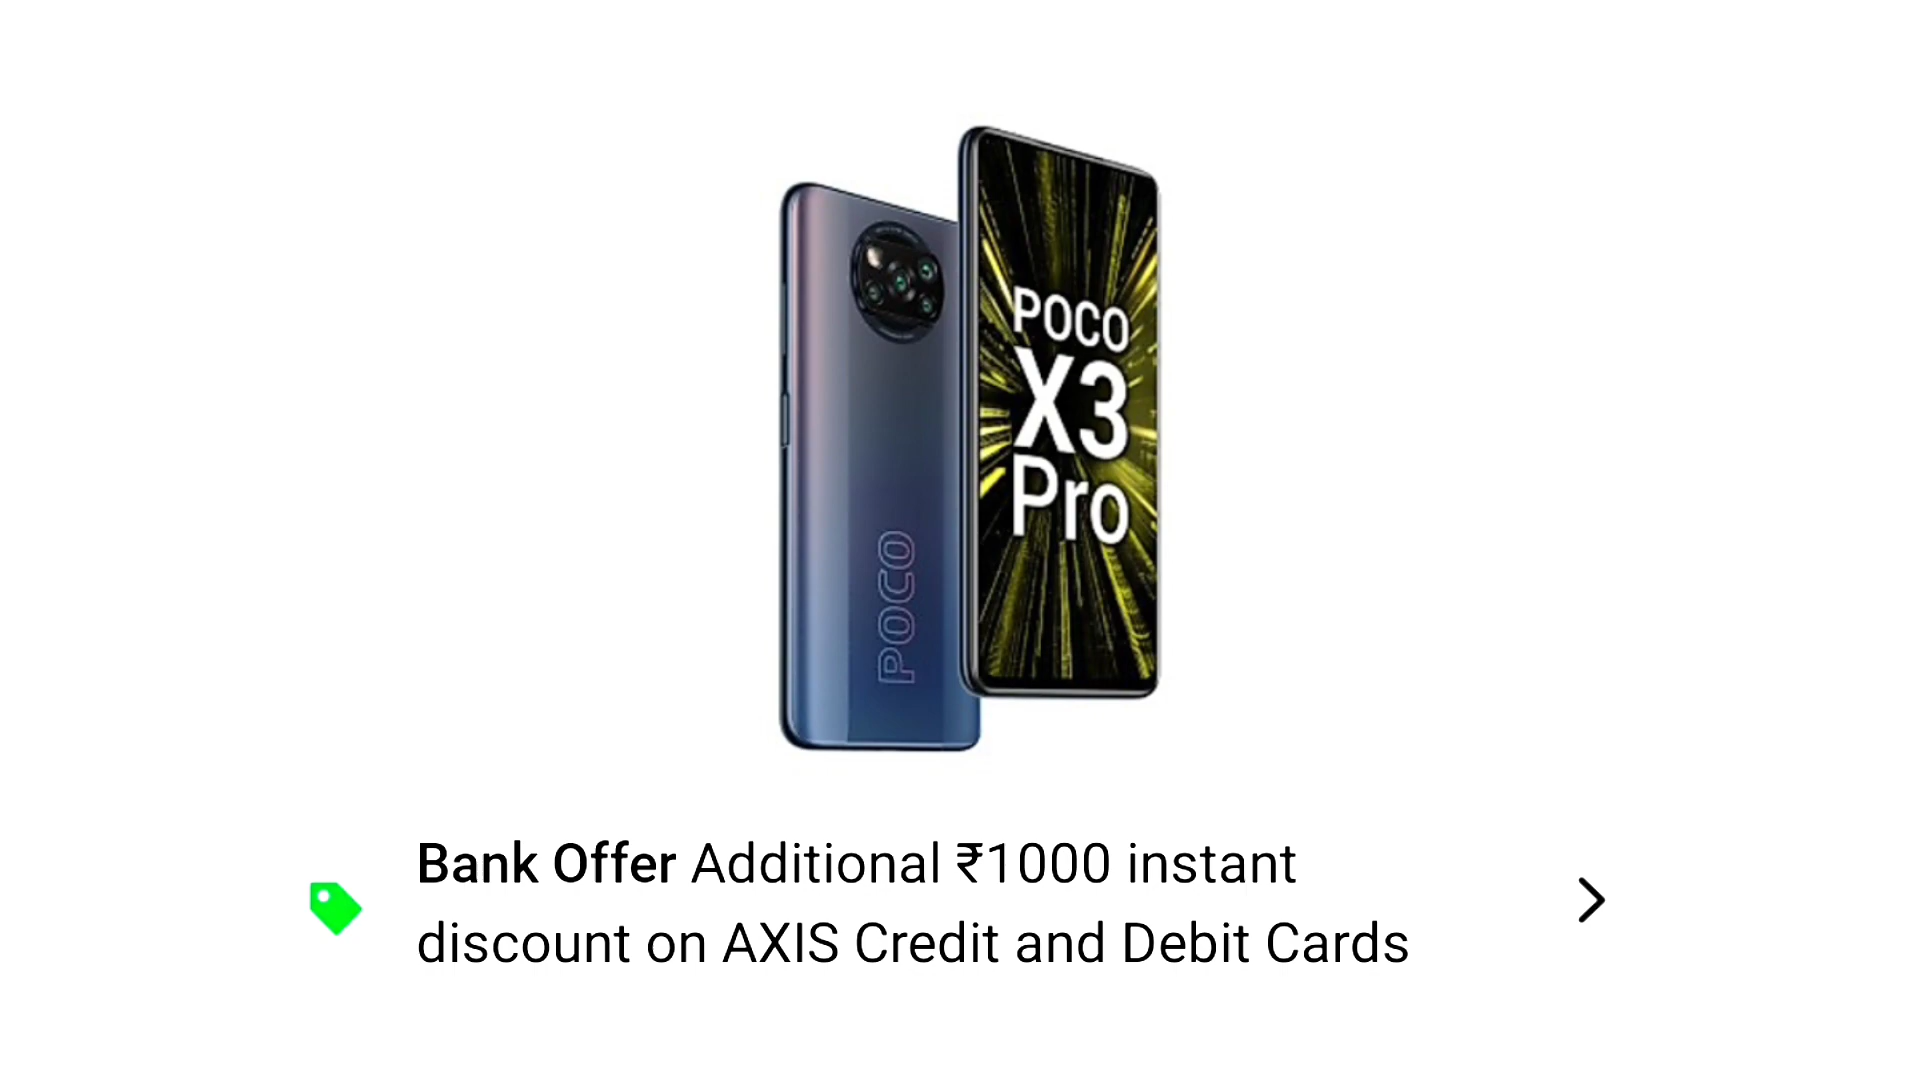 POCO
POCO
X3
Pro
Bank Offer Additional ₹1000 instant
discount on AXIS Credit and Debit Cards